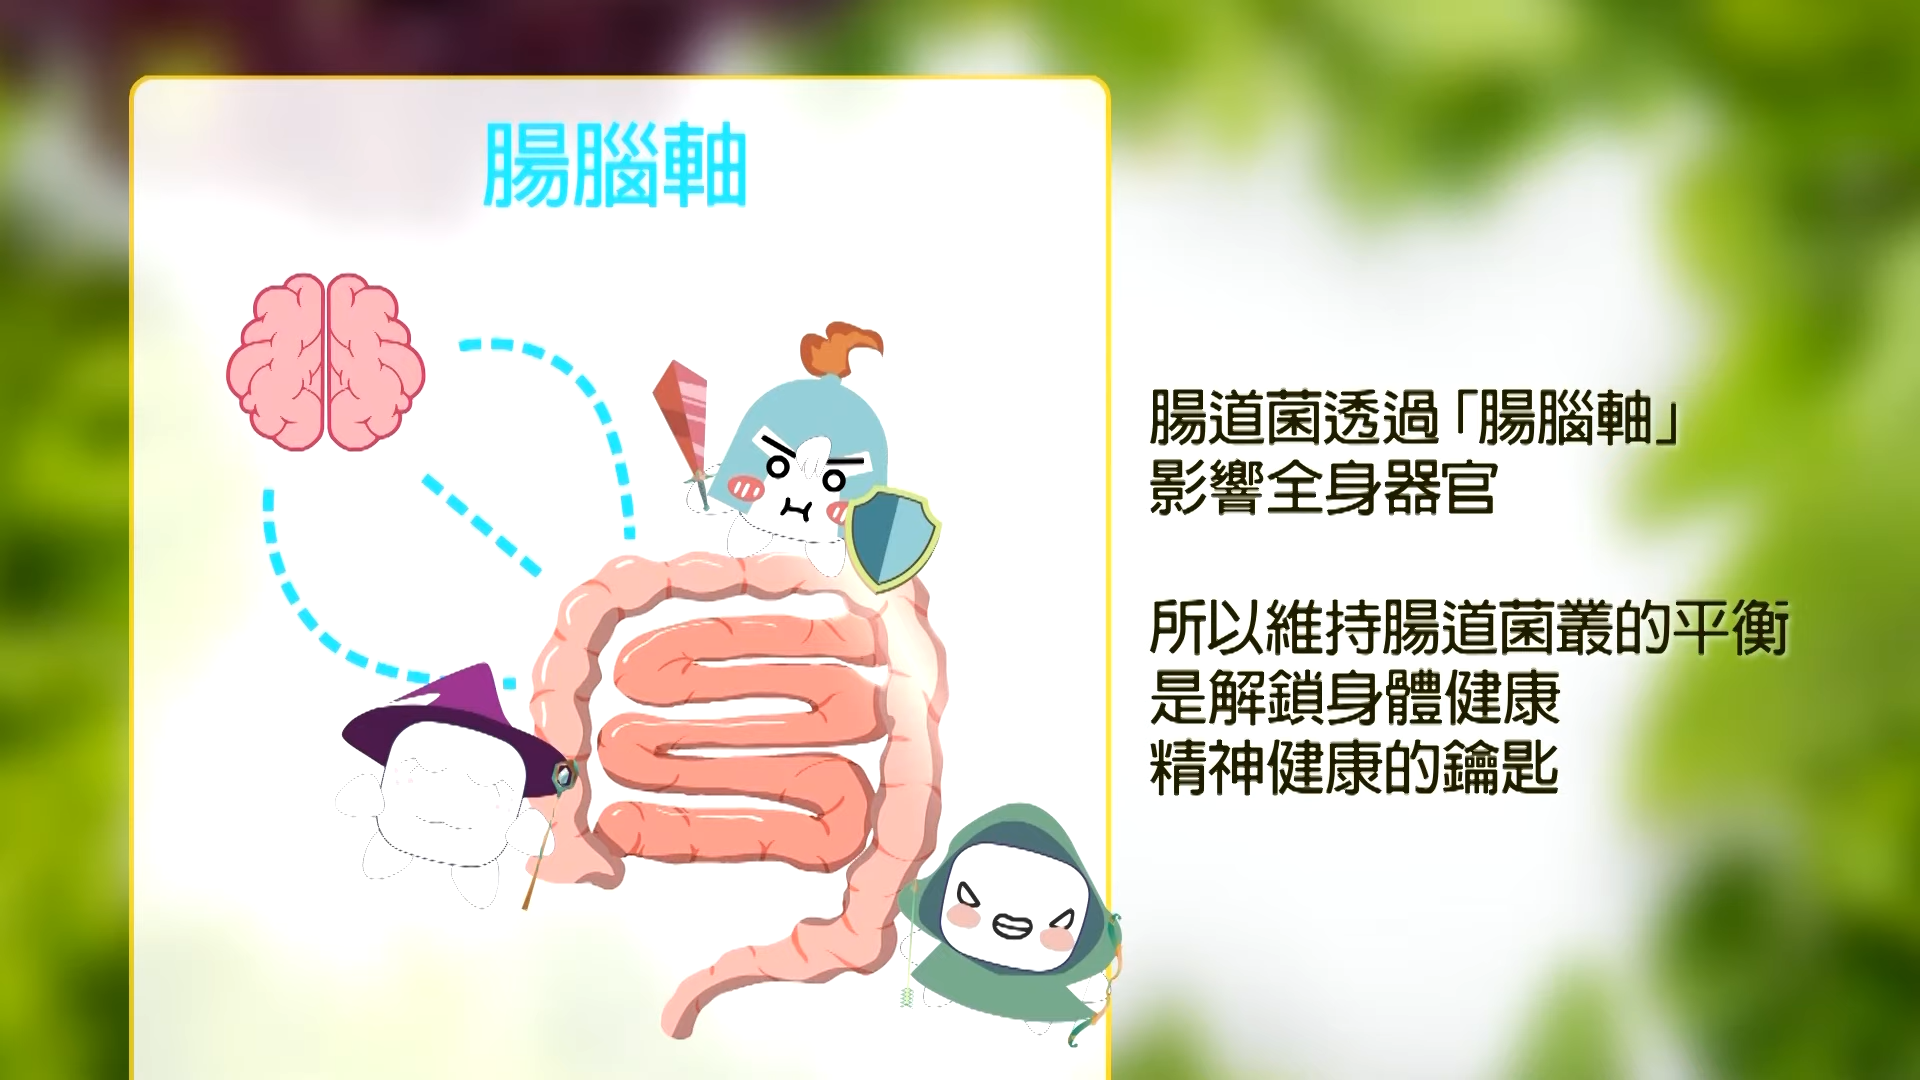 腸腦軸
腸道菌透過「腸腦軸」
影響全身器官
所以維持腸道菌叢的平衡
是解鎖身體健康
精神健康的鑰匙